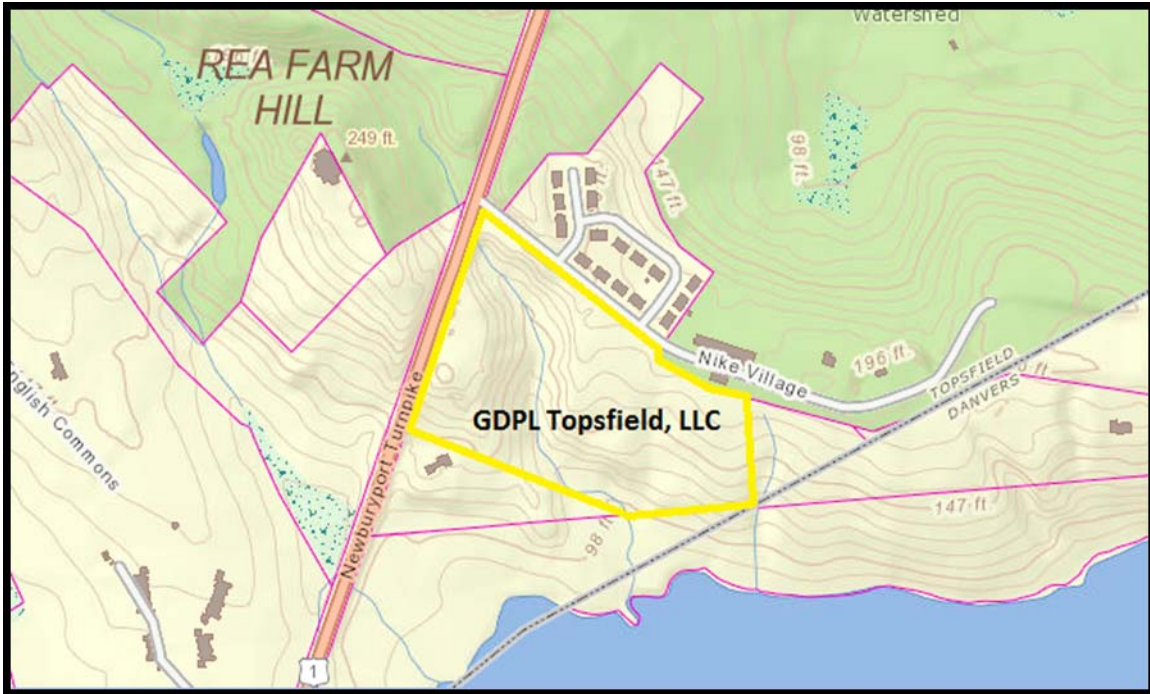 Watershed
REA FARM
HILL
249 ft.
98 ft.
147 ft.
Nike Village
196 ft.
TOPSFIELD
DANVERS
GDPL Topsfield, LLC
Newburyport Turnpike
nglish Commons
147 ft.
98 ft.
1